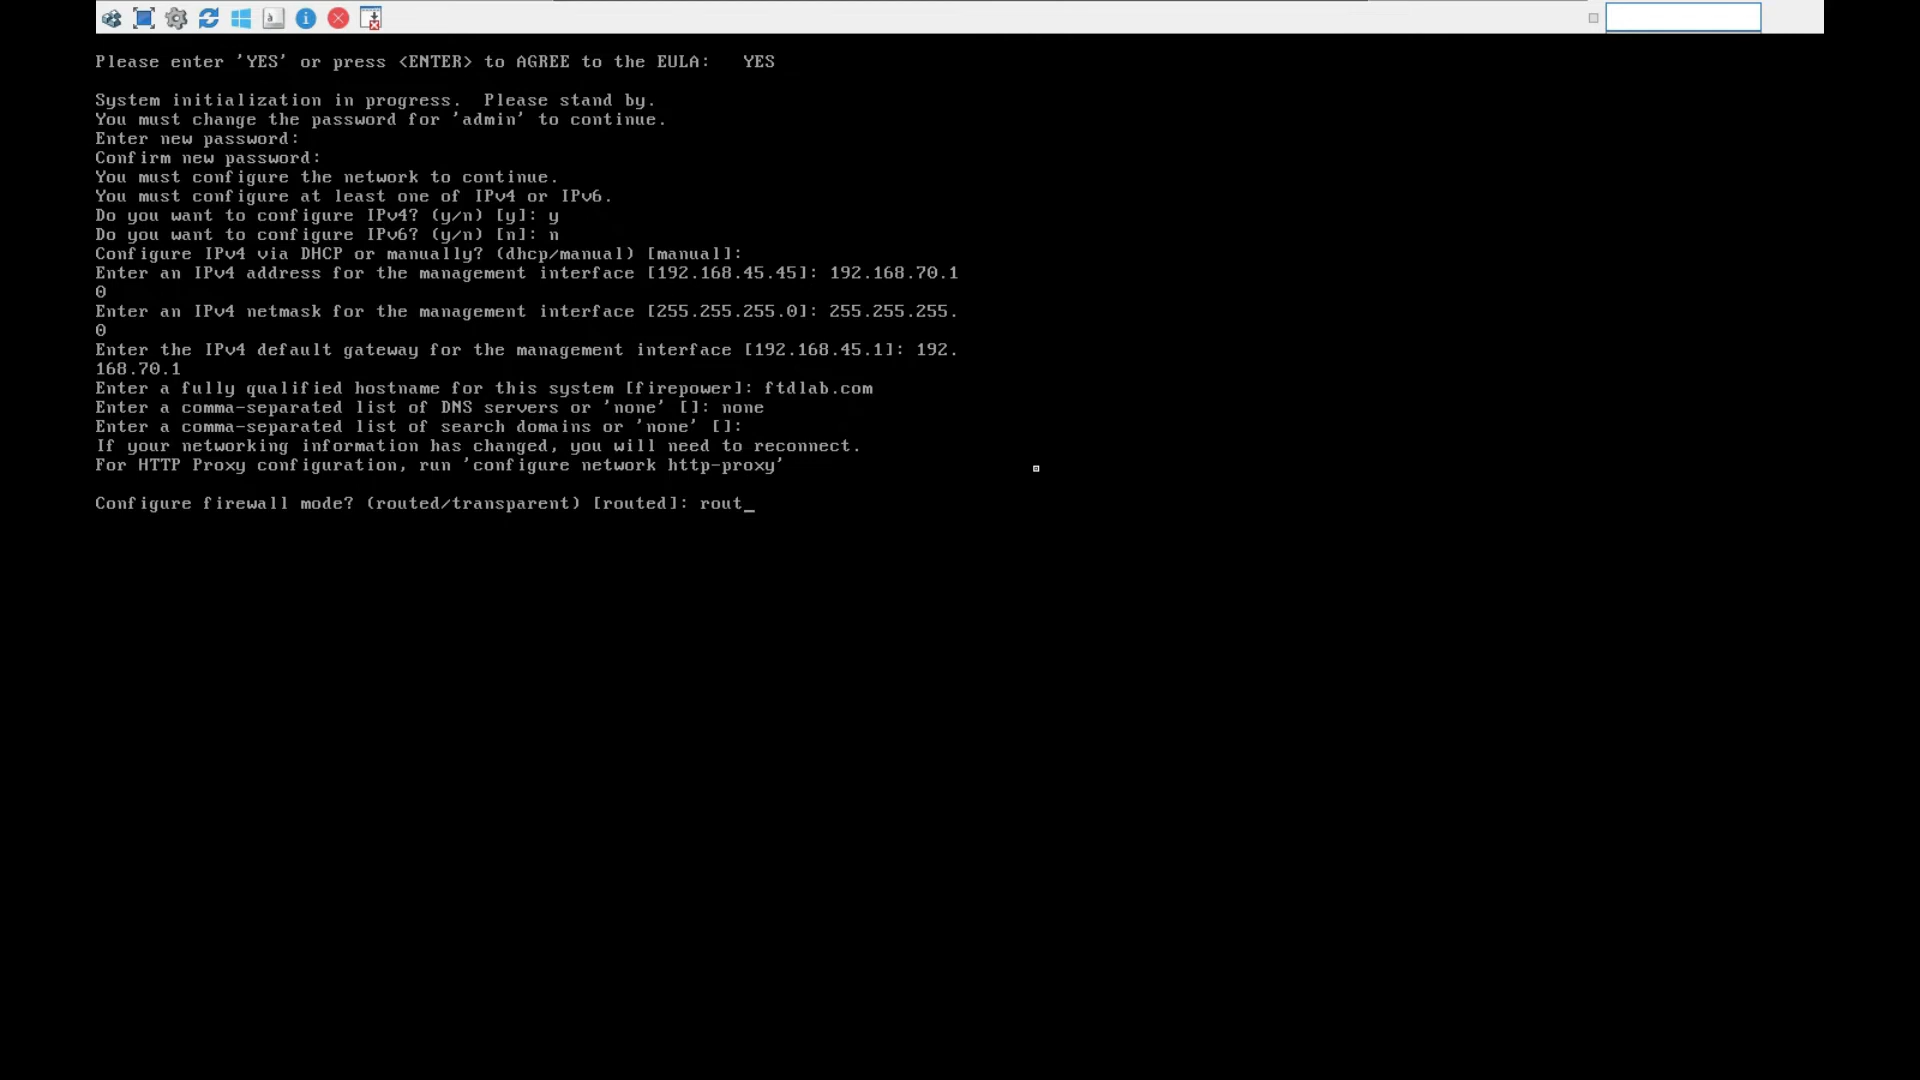 Please enter 'YES' or press <ENTER> to AGREE to the EULA:   YES
System initialization in progress.  Please stand by.
You must change the password for 'admin' to continue.
Enter new password:
Confirm new password:
You must configure the network to continue.
You must configure at least one of IPv4 or IPv6.
Do you want to configure IPv4? (y/n) [y]: y
Do you want to configure IPv6? (y/n) [n]: n
Configure IPv4 via DHCP or manually? (dhcp/manual) [manual]:
Enter an IPv4 address for the management interface [192.168.45.45]: 192.168.70.1
0
Enter an IPv4 netmask for the management interface [255.255.255.0]: 255.255.255.
0
Enter the IPv4 default gateway for the management interface [192.168.45.1]: 192.
168.70.1
Enter a fully qualified hostname for this system [firepower]: ftdlab.com
Enter a comma-separated list of DNS servers or 'none' []: none
Enter a comma-separated list of search domains or 'none' []:
If your networking information has changed, you will need to reconnect.
For HTTP Proxy configuration, run 'configure network http-proxy'
Configure firewall mode? (routed/transparent) [routed]: rout_